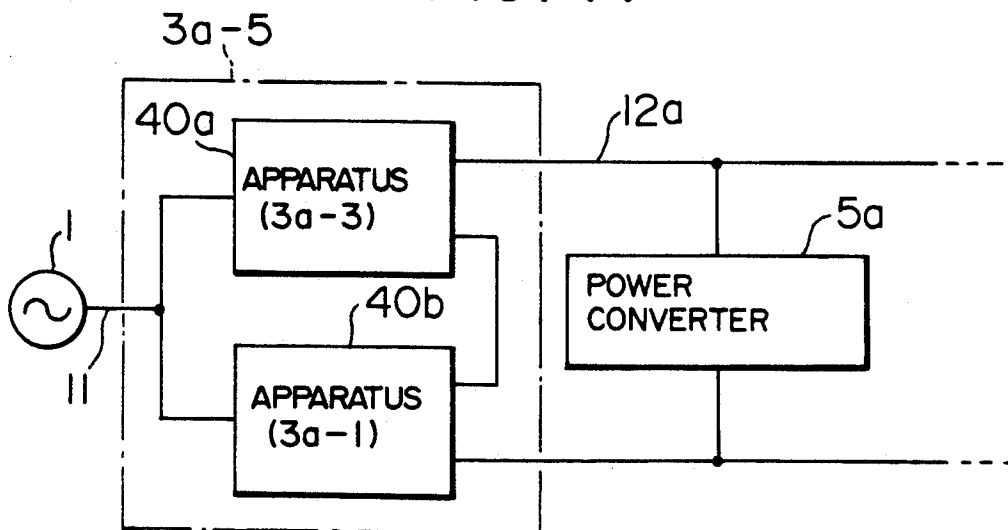 3a-5
40a
12a
APPARATUS
(3a-3)
1
5a
POWER
CONVERTER
40b
11
APPARATUS
(3a-1)